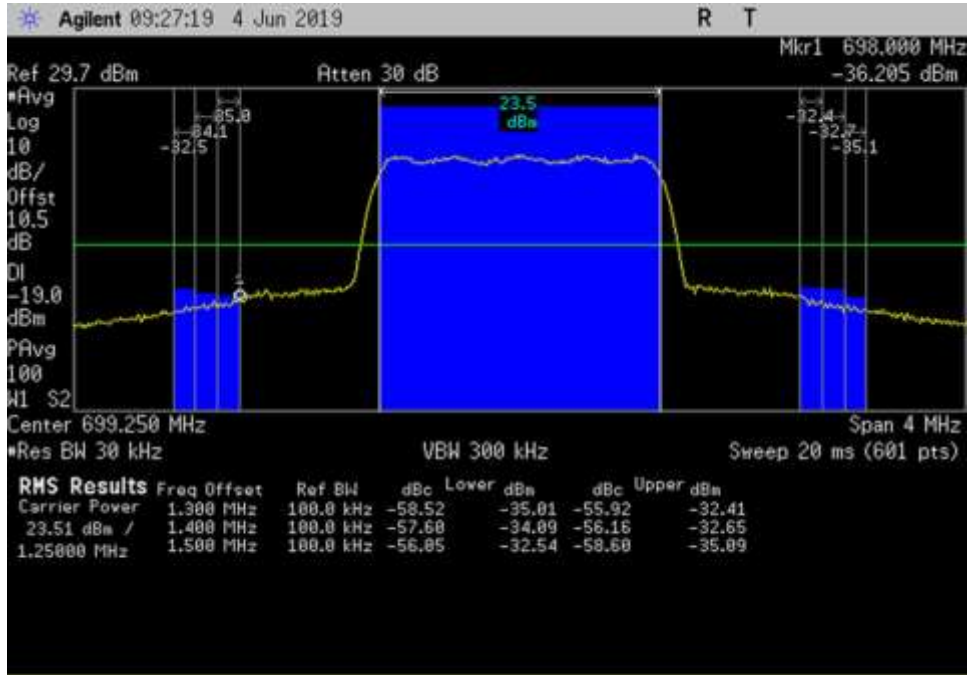 Agilent 09:27:19 4 Jun 2019 R T
Mkr1 698.000 MHz
Ref 29.7 dBm Atten 30 dB -36.205 dBm
*Avg
Log
10
dB/
Offst
10.5
dB
DI
-19.0
dBm
PAvg
100
W1 S2
23.5
dBm
-85.0
-84.1
-32.5
-32.4
-32.7
-35.1
1
Center 699.250 MHz Span 4 MHz
*Res BW 30 kHz VBW 300 kHz Sweep 20 ms (601 pts)
RMS Results Freq Offset Ref BW dBc Lower dBm dBc Upper dBm
Carrier Power 1.300 MHz 100.0 kHz -58.52 -35.01 -55.92 -32.41
23.51 dBm / 1.400 MHz 100.0 kHz -57.60 -34.09 -56.16 -32.65
1.25000 MHz 1.500 MHz 100.0 kHz -56.05 -32.54 -58.60 -35.09